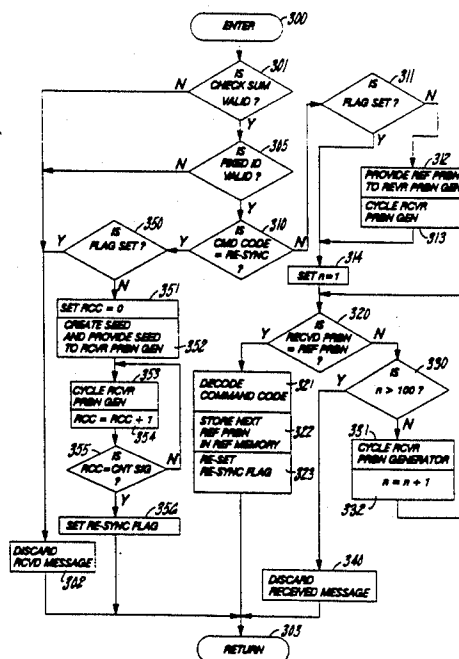 ENTER
300
IS
CHECK SUM
VALID ?
301
N
Y
IS
FIXED ID
VALID ?
305
N
Y
IS
CMD CODE
= RE-SYNC
?
310
Y
N
IS
FLAG SET ?
311
N
Y
PROVIDE REF PRBN
TO REVR PRBN GEN
312
CYCLE RCVR
PRBN GEN
313
SET n=1
314
IS
FLAG SET ?
350
Y
N
SET RCC = 0
351
CREATE SEED
AND PROVIDE SEED
TO RCVR PRBN GEN
352
CYCLE RCVR
PRBN GEN
353
RCC = RCC + 1
354
IS
RCC=CNT SIG
?
355
N
Y
SET RE-SYNC FLAG
356
IS
RECVD PRBN
= REF PRBN
?
320
Y
N
DECODE
COMMAND CODE
321
STORE NEXT
REF PRBN
IN REF MEMORY
322
RE-SET
RE-SYNC FLAG
323
IS
n > 100 ?
330
Y
N
CYCLE RCVR
PRBN GENERATOR
331
n = n + 1
332
DISCARD
RCVD MESSAGE
302
DISCARD
RECEIVED MESSAGE
340
RETURN
303